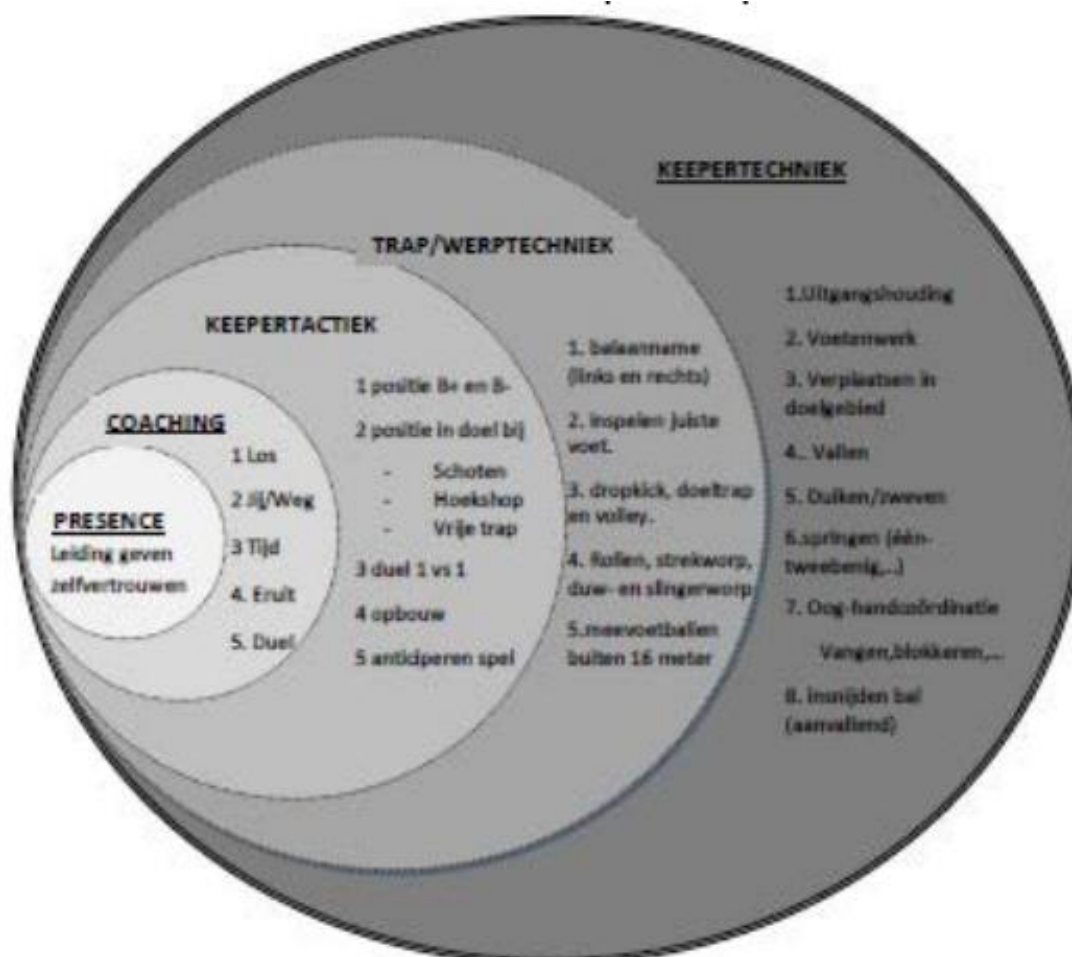 KEEPERTECHNIEK
1.Uitgangshouding
2. Voetenwerk
3. Verplaatsen in
doelgebied
4.. Vallen
5. Duiken/zweven
6.springen (één-
tweebenig,..)
7. Oog-handcoördinatie
Vangen,blokkeren,...
8. insnijden bal
(aanvallend)
TRAP/WERPTECHNIEK
1. balaanname
(links en rechts)
2. inspelen juiste
voet.
3. dropkick, doeltrap
en volley.
4. Rollen, strekworp,
duw- en slingerworp
5.meevoetballen
buiten 16 meter
KEEPERTACTIEK
1 positie B+ en B-
2 positie in doel bij
- Schoten
- Hoekshop
- Vrije trap
3 duel 1 vs 1
4 opbouw
5 anticiperen spel
COACHING
1 Los
2 Jij/Weg
3 Tijd
4. Eruit
5. Duel
PRESENCE
Leiding geven
zelfvertrouwen